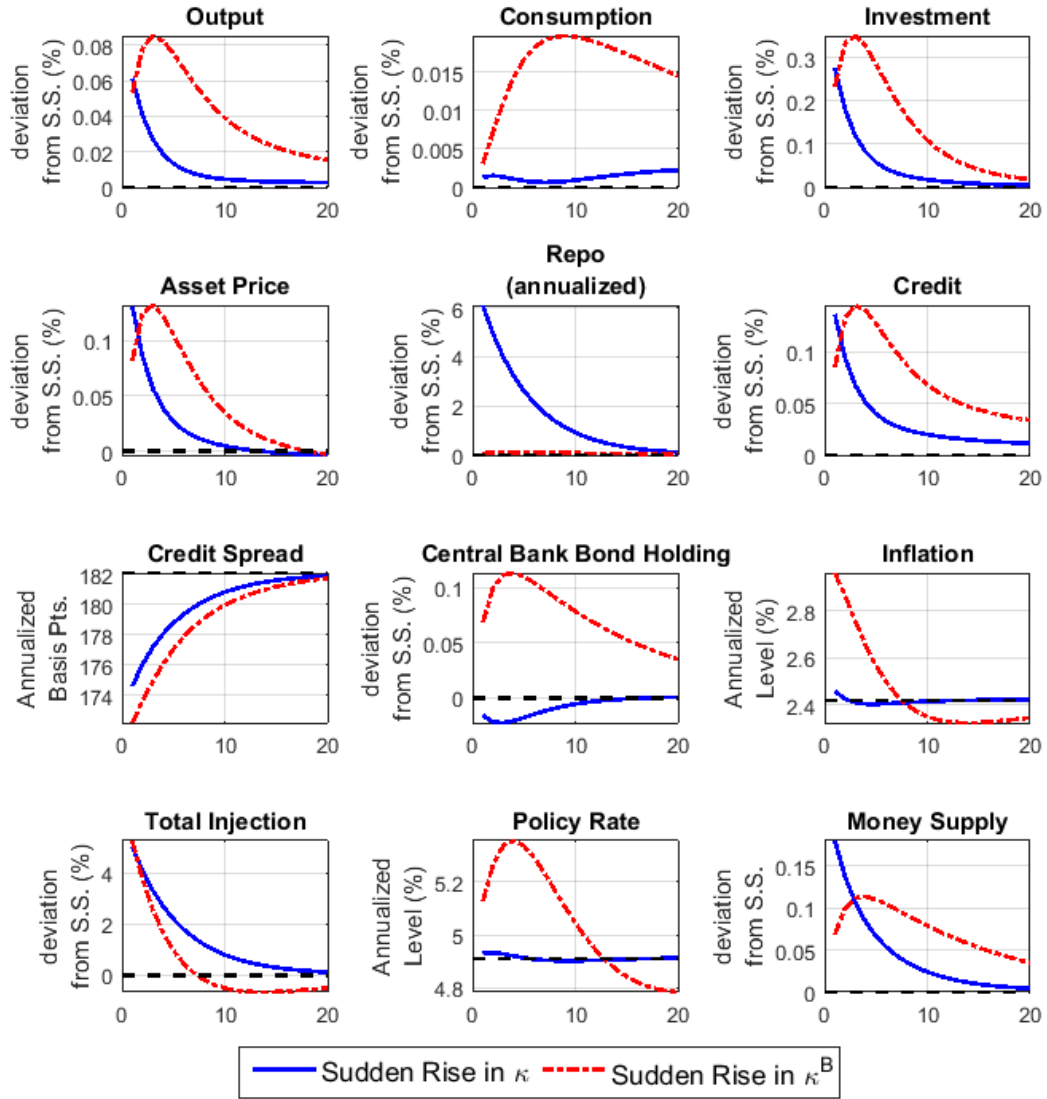 Output
deviation
from S.S. (%)
0.08
0.06
0.04
0.02
0
0
10
20
Consumption
deviation
from S.S. (%)
0.015
0.01
0.005
0
0
10
20
Investment
deviation
from S.S. (%)
0.3
0.2
0.1
0
0
10
20
Asset Price
deviation
from S.S. (%)
0.1
0.05
0
0
10
20
Repo
(annualized)
deviation
from S.S. (%)
6
4
2
0
0
10
20
Credit
deviation
from S.S. (%)
0.1
0.05
0
0
10
20
Credit Spread
Annualized
Basis Pts.
182
180
178
176
174
0
10
20
Central Bank Bond Holding
deviation
from S.S. (%)
0.1
0.05
0
0
10
20
Inflation
Annualized
Level (%)
2.8
2.6
2.4
0
10
20
Total Injection
deviation
from S.S. (%)
4
2
0
0
10
20
Policy Rate
Annualized
Level (%)
5.2
5
4.8
0
10
20
Money Supply
deviation
from S.S.
0.15
0.1
0.05
0
0
10
20
Sudden Rise in κ
Sudden Rise in κ^B